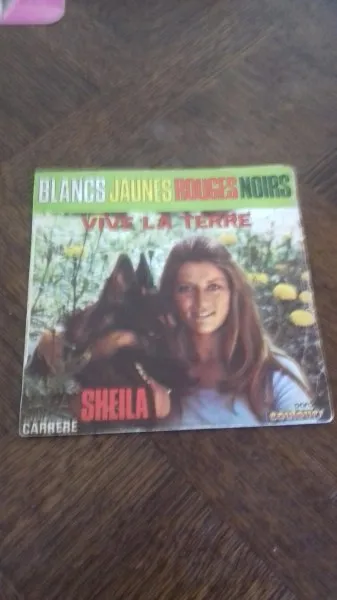 BLANCS JAUNES ROUGES NOIRS
VIVE LA TERRE
SHEILA
CARRERE